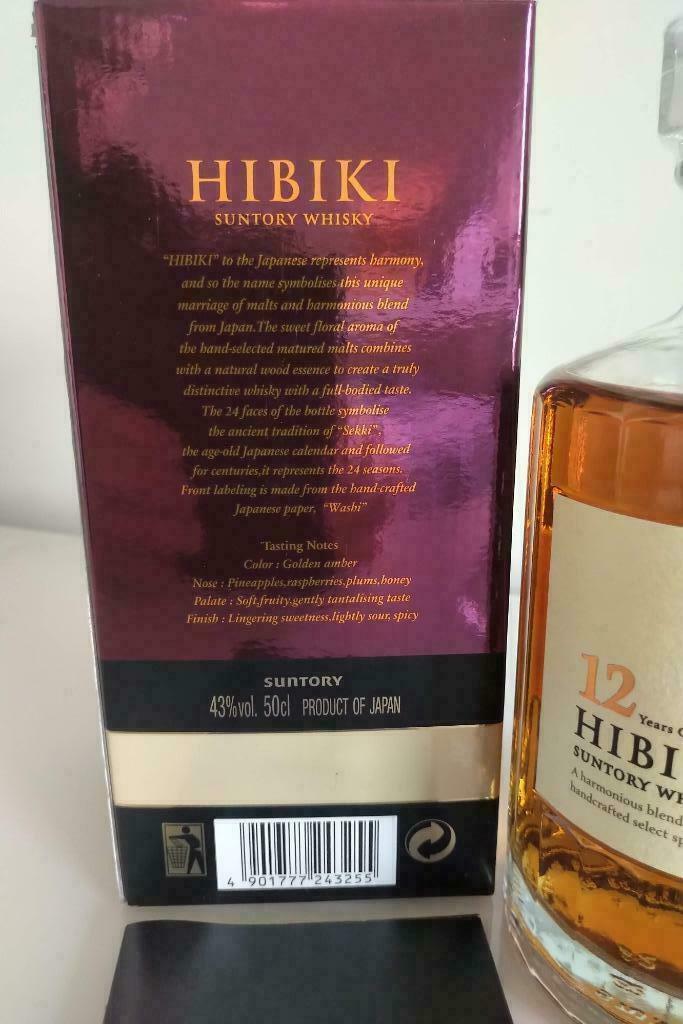 HIBIKI
SUNTORY WHISKY
"HIBIKI" to the Japanese represents harmony,
and so the name symbolises this unique
marriage of malts and harmonious blend
from Japan.The sweet floral aroma of
the hand-selected matured malts combines
with a natural wood essence to create a truly
distinctive whisky with a full-bodied taste.
The 24 faces of the bottle symbolise
the ancient tradition of "Sekki",
the age-old Japanese calendar and followed
for centuries,it represents the 24 seasons.
Front labeling is made from the hand-crafted
Japanese paper, "Washi"
Tasting Notes
Color : Golden amber
Nose : Pineapples,raspberries,plums,honey
Palate : Soft,fruity,gently tantalising taste
Finish : Lingering sweetness,lightly sour, spicy
SUNTORY
43%vol. 50cl PRODUCT OF JAPAN
4 901777 243255
12 Years
HIBI
SUNTORY WH
A harmonious blend
handcrafted select sp